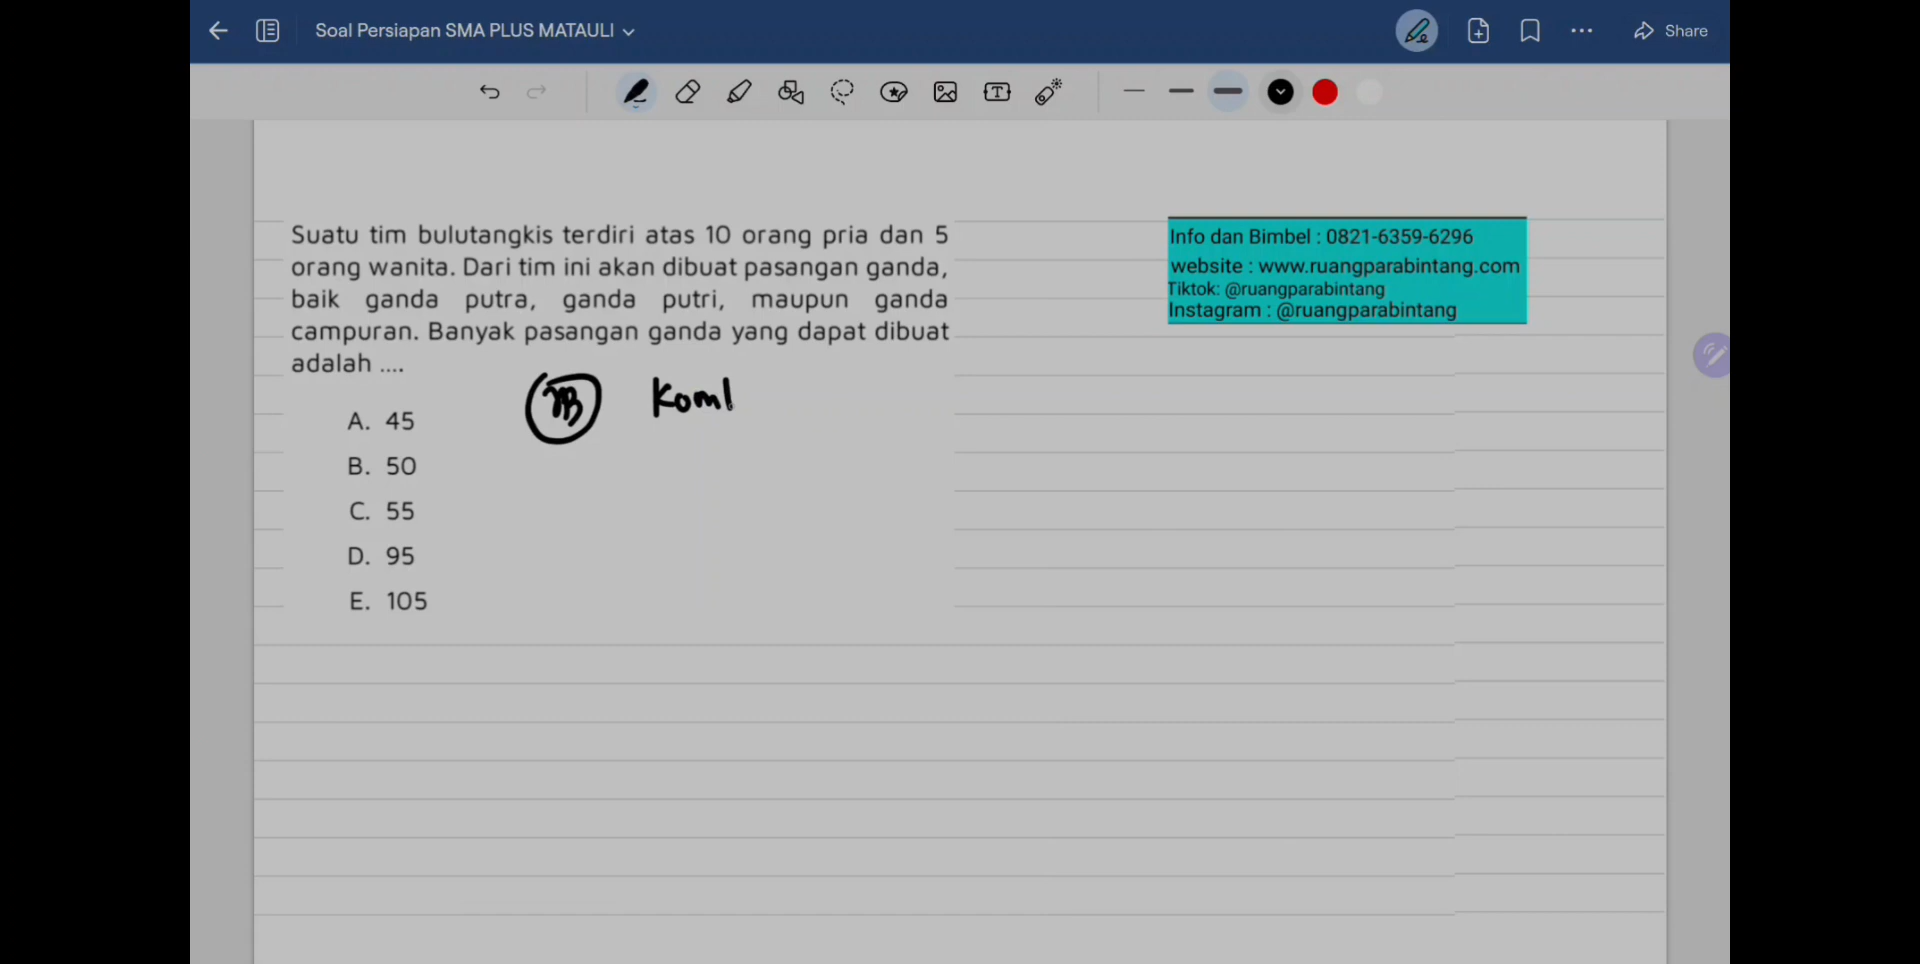 Soal Persiapan SMA PLUS MATAULI
Share
Suatu tim bulutangkis terdiri atas 10 orang pria dan 5
orang wanita. Dari tim ini akan dibuat pasangan ganda,
baik ganda putra, ganda putri, maupun ganda
campuran. Banyak pasangan ganda yang dapat dibuat
adalah ....
A. 45
B. 50
C. 55
D. 95
E. 105
Info dan Bimbel : 0821-6359-6296
website : www.ruangparabintang.com
Tiktok: @ruangparabintang
Instagram : @ruangparabintang